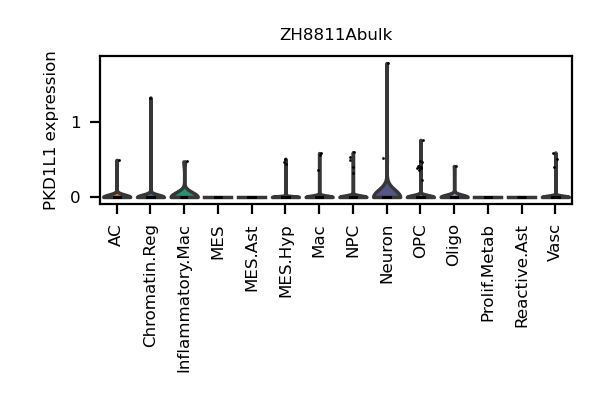 ZH8811Abulk
PKD1L1 expression
1
0
AC
Chromatin.Reg
Inflammatory.Mac
MES
MES.Ast
MES.Hyp
Mac
NPC
Neuron
OPC
Oligo
Prolif.Metab
Reactive.Ast
Vasc